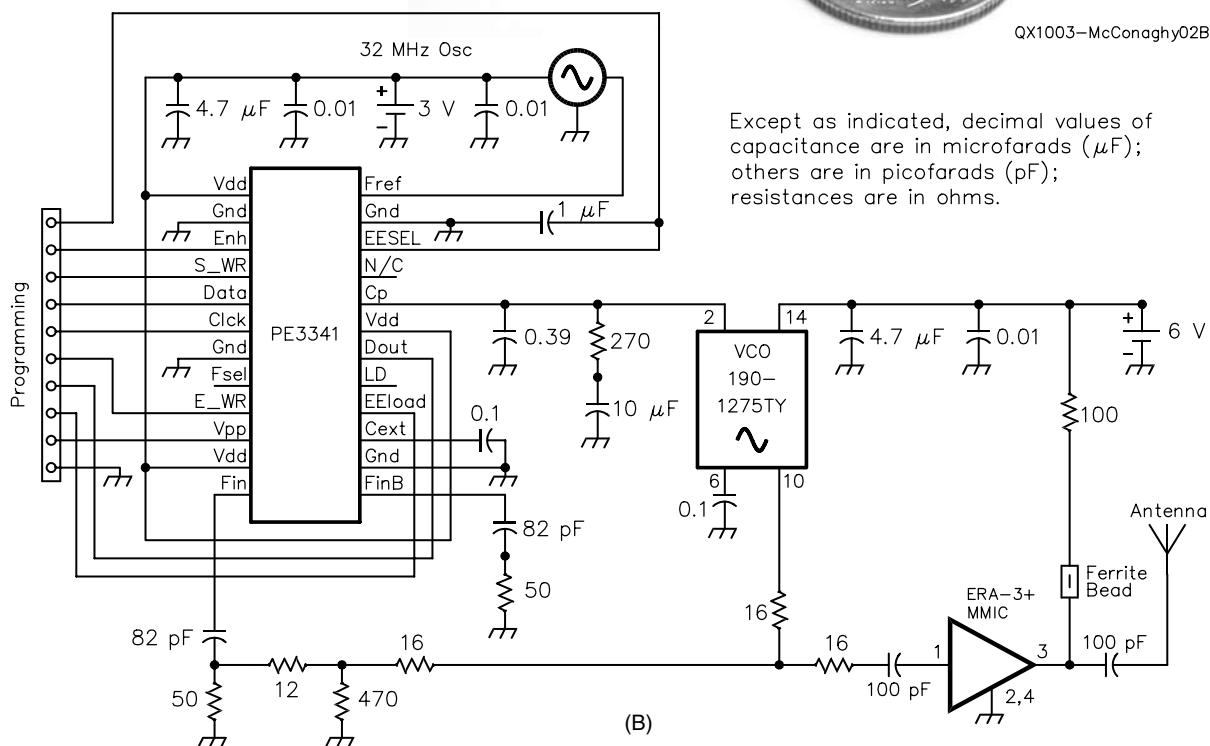 QX1003-McConaghy02B
32 MHz Osc
4.7 μF
0.01
+
3 V
-
0.01
Except as indicated, decimal values of
capacitance are in microfarads (μF);
others are in picofarads (pF);
resistances are in ohms.
Programming
PE3341
Vdd
Gnd
Enh
S_WR
Data
Clck
Gnd
Fsel
E_WR
Vpp
Vdd
Fin
Fref
Gnd
EESEL
N/C
Cp
Vdd
Dout
LD
EEload
Cext
Gnd
FinB
1 μF
0.1
82 pF
50
0.39
270
10 μF
2
14
VCO
190-
1275TY
6
10
0.1
4.7 μF
0.01
+
6 V
-
100
Ferrite
Bead
Antenna
82 pF
50
12
470
16
16
16
100 pF
ERA-3+
MMIC
1
3
2,4
100 pF
(B)